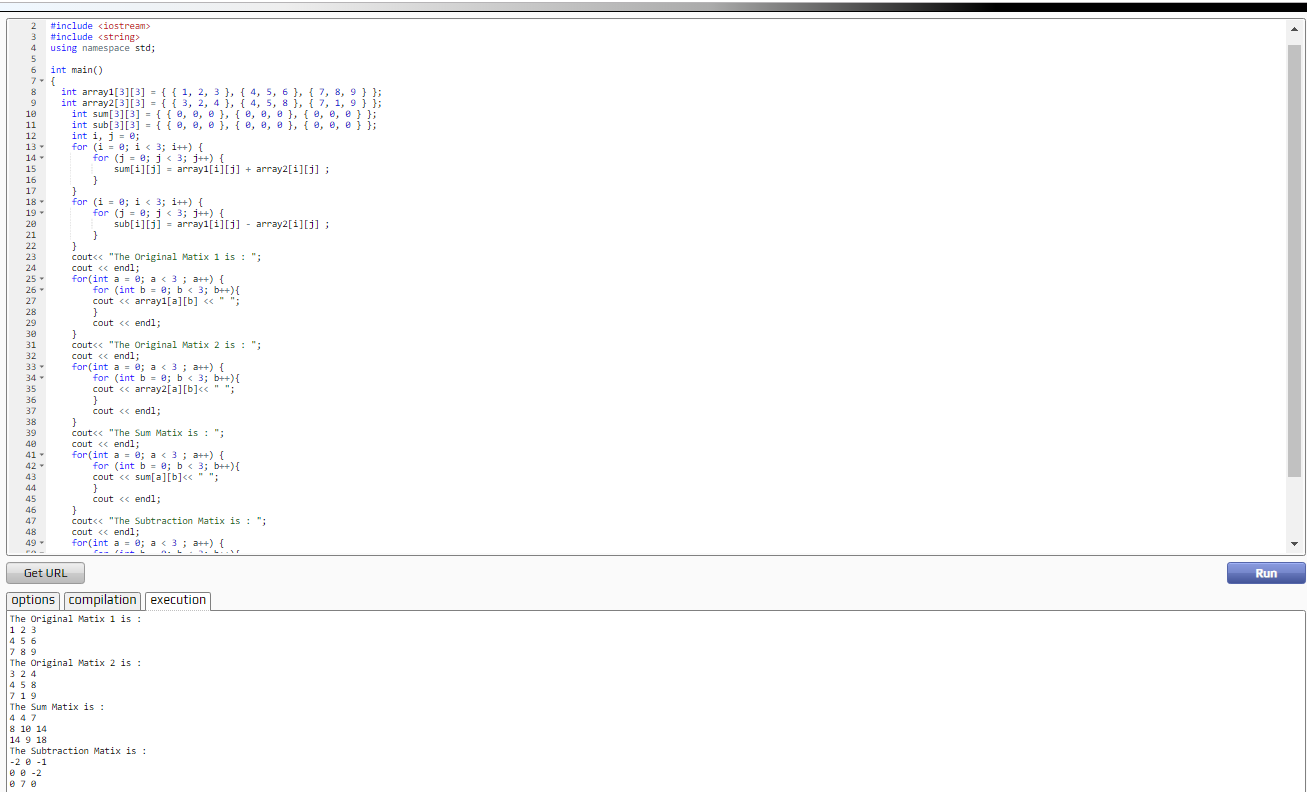 2 #include <iostream>
3 #include <string>
4 using namespace std;
5
6 int main()
7 {
8   int array1[3][3] = { { 1, 2, 3 }, { 4, 5, 6 }, { 7, 8, 9 } };
9   int array2[3][3] = { { 3, 2, 4 }, { 4, 5, 8 }, { 7, 1, 9 } };
10     int sum[3][3] = { { 0, 0, 0 }, { 0, 0, 0 }, { 0, 0, 0 } };
11     int sub[3][3] = { { 0, 0, 0 }, { 0, 0, 0 }, { 0, 0, 0 } };
12     int i, j = 0;
13     for (i = 0; i < 3; i++) {
14         for (j = 0; j < 3; j++) {
15             sum[i][j] = array1[i][j] + array2[i][j] ;
16         }
17     }
18     for (i = 0; i < 3; i++) {
19         for (j = 0; j < 3; j++) {
20             sub[i][j] = array1[i][j] - array2[i][j] ;
21         }
22     }
23     cout<< "The Original Matix 1 is : ";
24     cout << endl;
25     for(int a = 0; a < 3 ; a++) {
26         for (int b = 0; b < 3; b++){
27         cout << array1[a][b] << " ";
28         }
29         cout << endl;
30     }
31     cout<< "The Original Matix 2 is : ";
32     cout << endl;
33     for(int a = 0; a < 3 ; a++) {
34         for (int b = 0; b < 3; b++){
35         cout << array2[a][b]<< " ";
36         }
37         cout << endl;
38     }
39     cout<< "The Sum Matix is : ";
40     cout << endl;
41     for(int a = 0; a < 3 ; a++) {
42         for (int b = 0; b < 3; b++){
43         cout << sum[a][b]<< " ";
44         }
45         cout << endl;
46     }
47     cout<< "The Subtraction Matix is : ";
48     cout << endl;
49     for(int a = 0; a < 3 ; a++) {
Get URL
Run
options compilation execution
The Original Matix 1 is :
1 2 3
4 5 6
7 8 9
The Original Matix 2 is :
3 2 4
4 5 8
7 1 9
The Sum Matix is :
4 4 7
8 10 14
14 9 18
The Subtraction Matix is :
-2 0 -1
0 0 -2
0 7 0